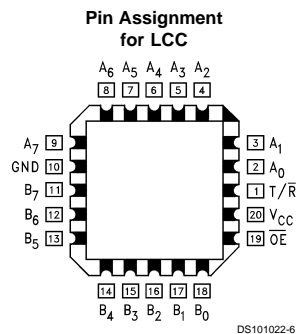 Pin Assignment
for LCC
A6 A5 A4 A3 A2
8 7 6 5 4
A7 9 3 A1
GND 10 2 A0
B7 11 1 T/R̅
B6 12 20 VCC
B5 13 19 O̅E̅
14 15 16 17 18
B4 B3 B2 B1 B0
DS101022-6